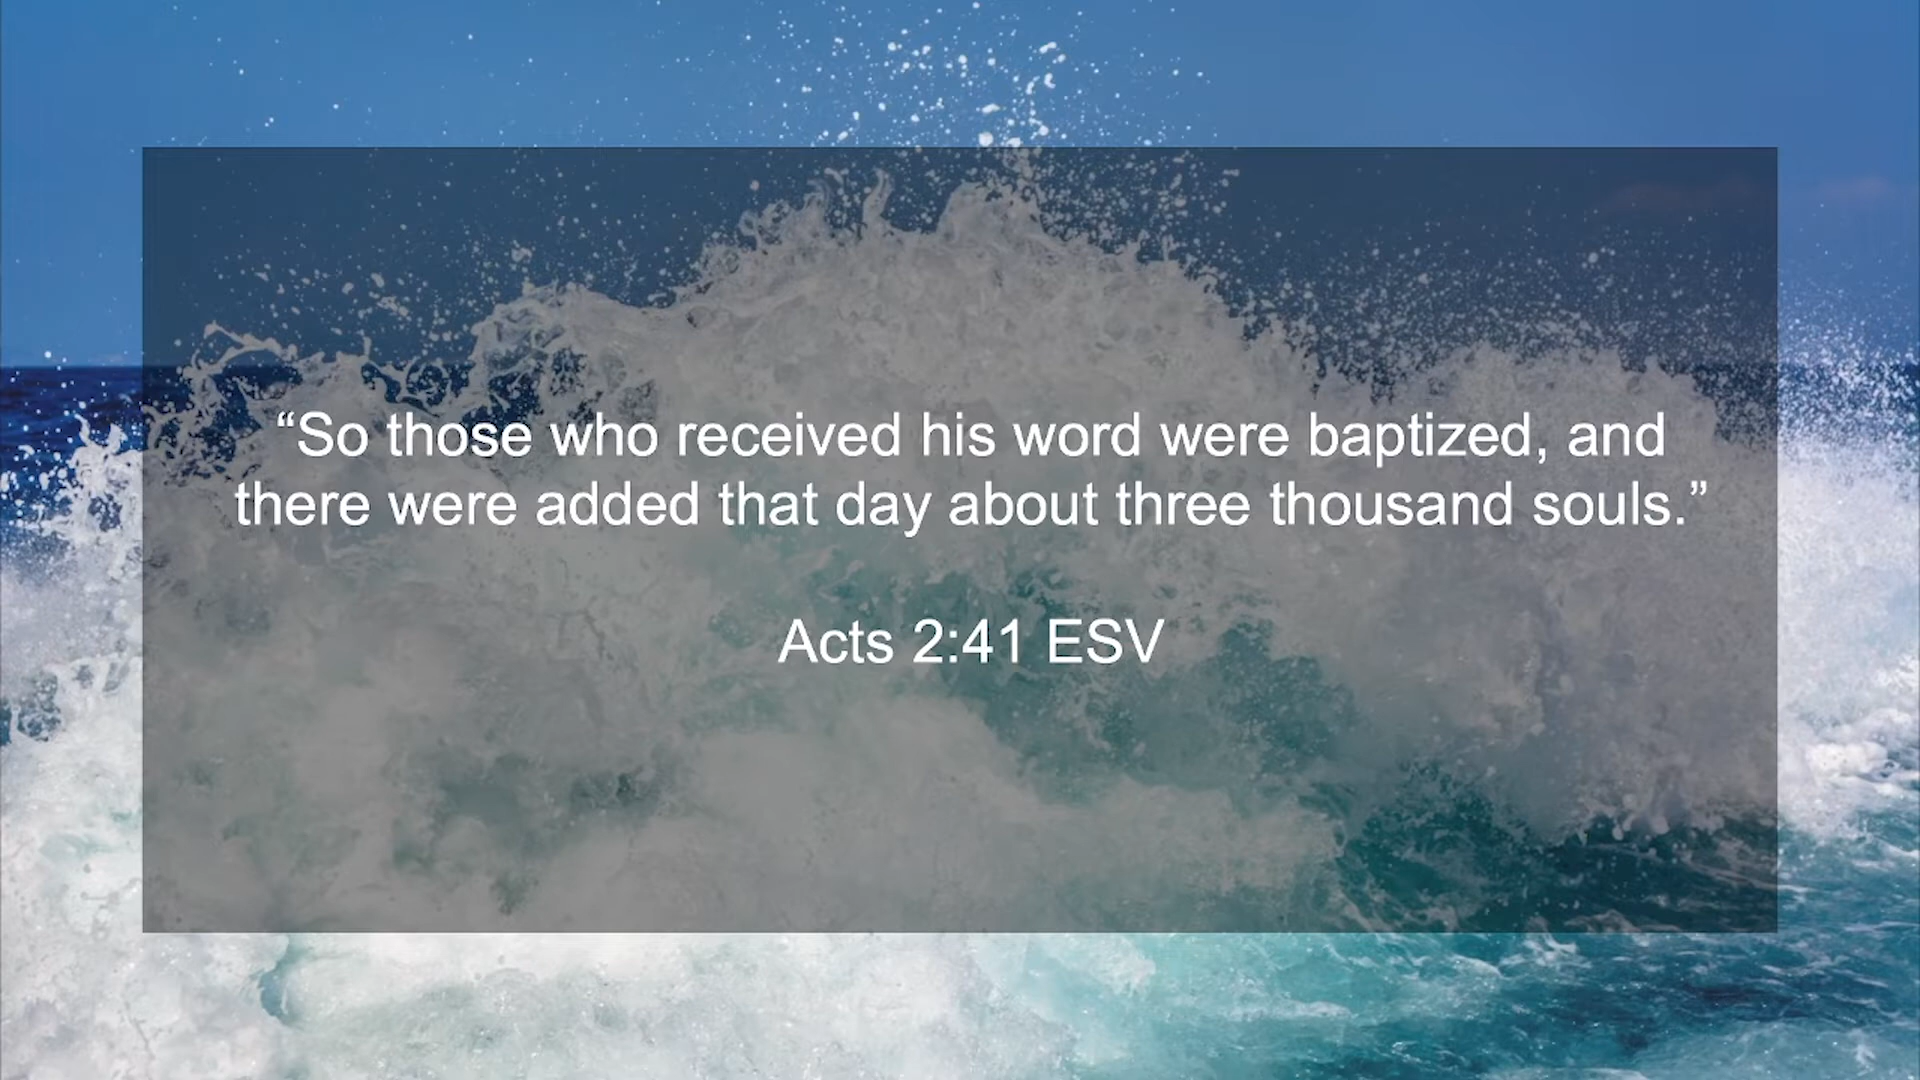 “So those who received his word were baptized, and
there were added that day about three thousand souls.”
Acts 2:41 ESV